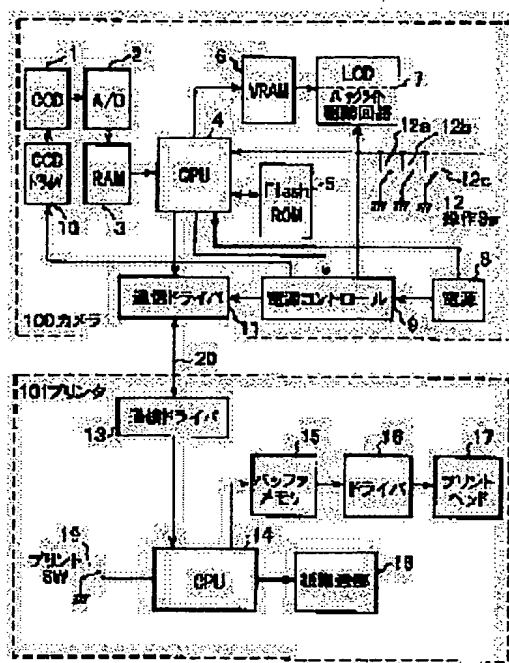 1
2
6
CCD
A/D
VRAM
LCD
バックライト
駆動回路
7
4
12a
12b
CCD
ドライバ
RAM
CPU
Flash
ROM
5
12c
12
操作SW
10
3
8
通信ドライバ
電源コントロール
電源
100カメラ
11
9
20
101プリンタ
通信ドライバ
13
15
16
17
バッファ
メモリ
ドライバ
プリント
ヘッド
プリント
SW
14
CPU
18